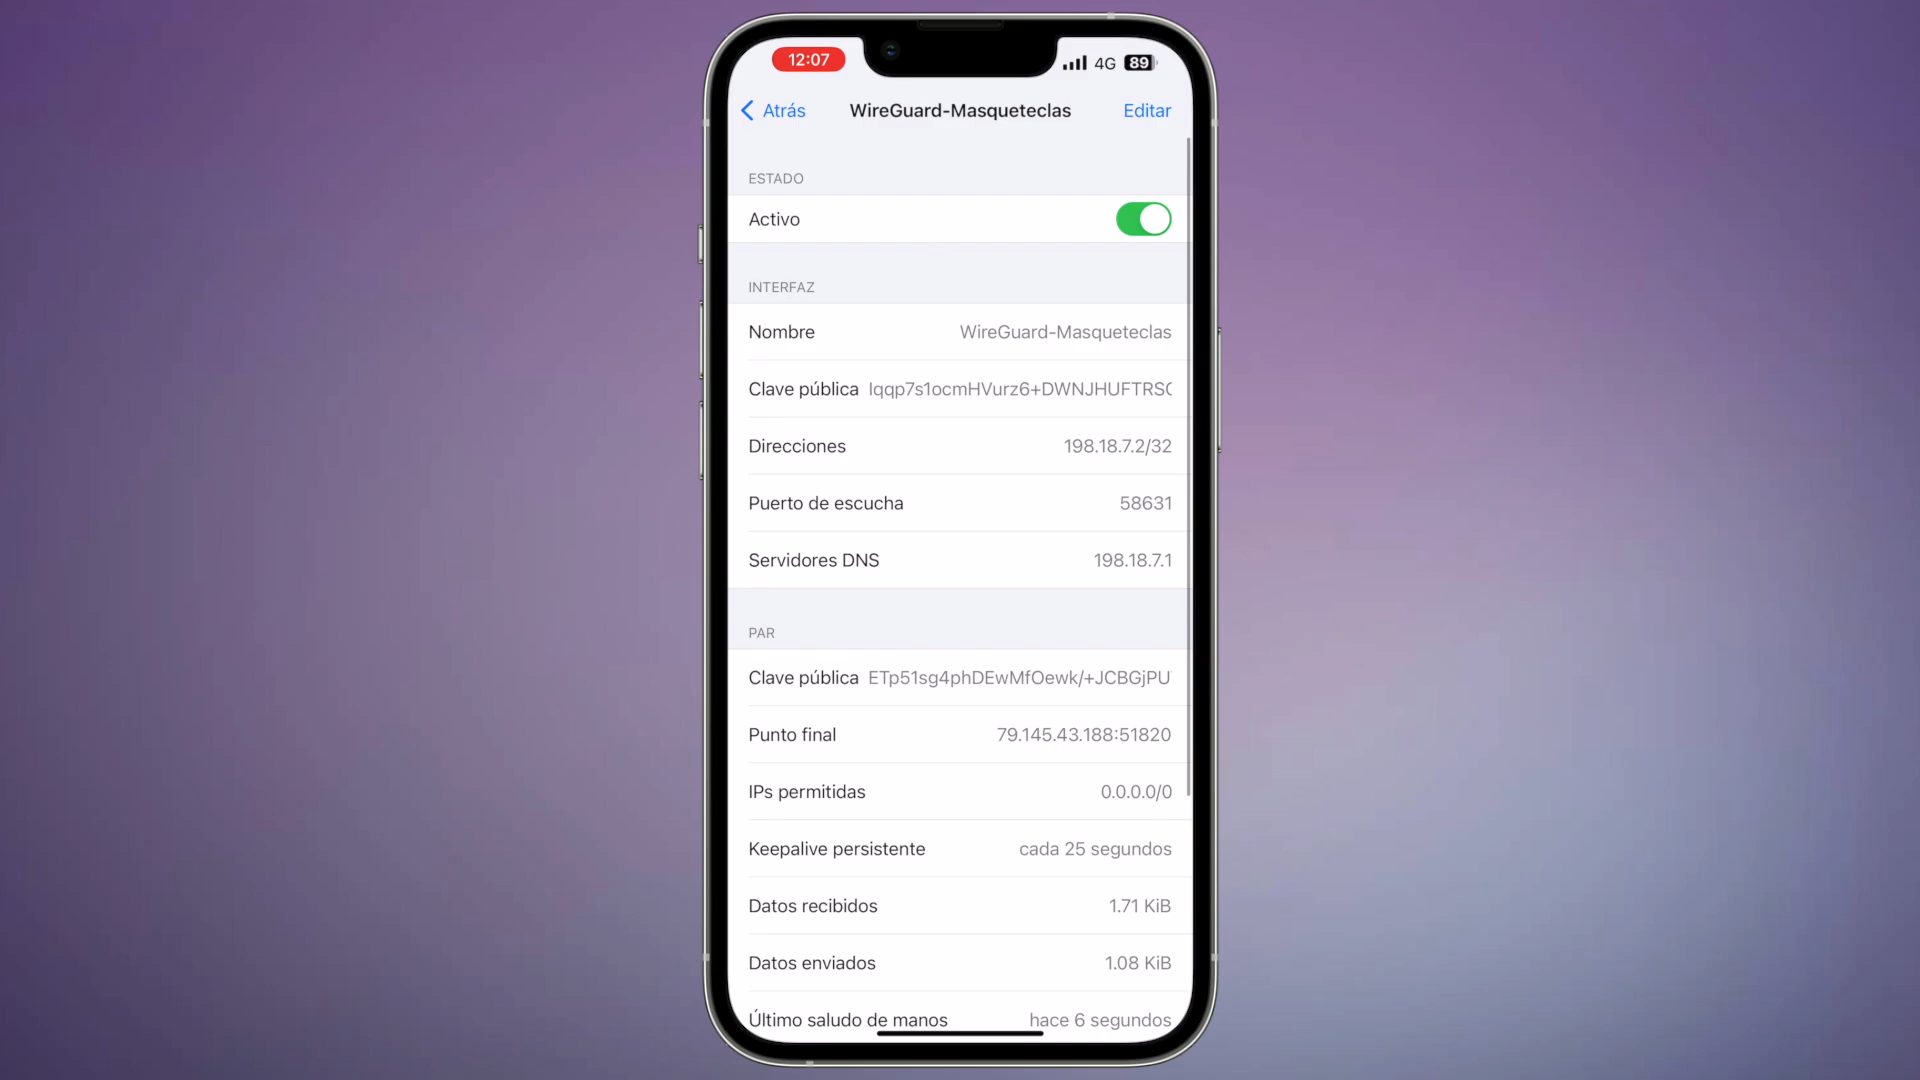 12:07
4G 89
Atrás WireGuard-Masqueteclas Editar
ESTADO
Activo
INTERFAZ
Nombre WireGuard-Masqueteclas
Clave pública Iqqp7s1ocmHVurz6+DWNJHUFTRS
Direcciones 198.18.7.2/32
Puerto de escucha 58631
Servidores DNS 198.18.7.1
PAR
Clave pública ETp51sg4phDEwMfOewk/+JCBGjPU
Punto final 79.145.43.188:51820
IPs permitidas 0.0.0.0/0
Keepalive persistente cada 25 segundos
Datos recibidos 1.71 KiB
Datos enviados 1.08 KiB
Último saludo de manos hace 6 segundos